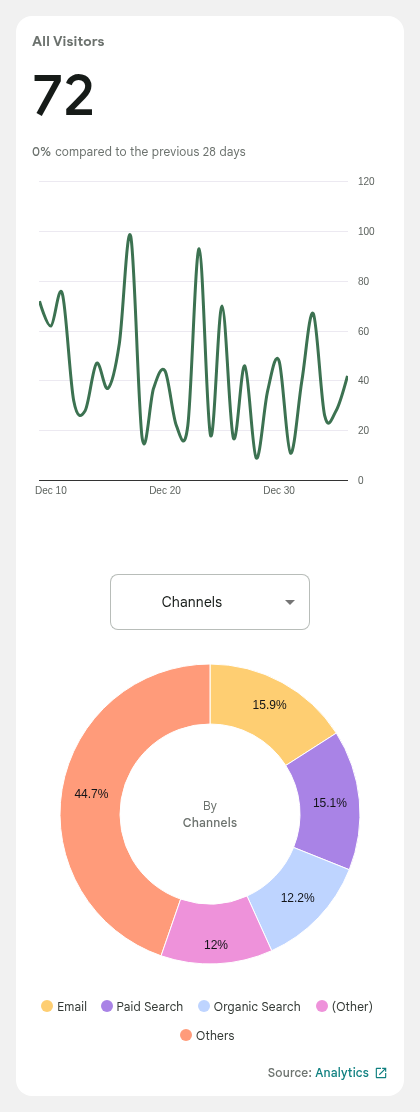 All Visitors
72
0% compared to the previous 28 days
120
100
80
60
40
20
0
Dec 10 Dec 20 Dec 30
Channels
15.9%
15.1%
12.2%
12%
44.7%
By
Channels
Email Paid Search Organic Search (Other)
Others
Source: Analytics